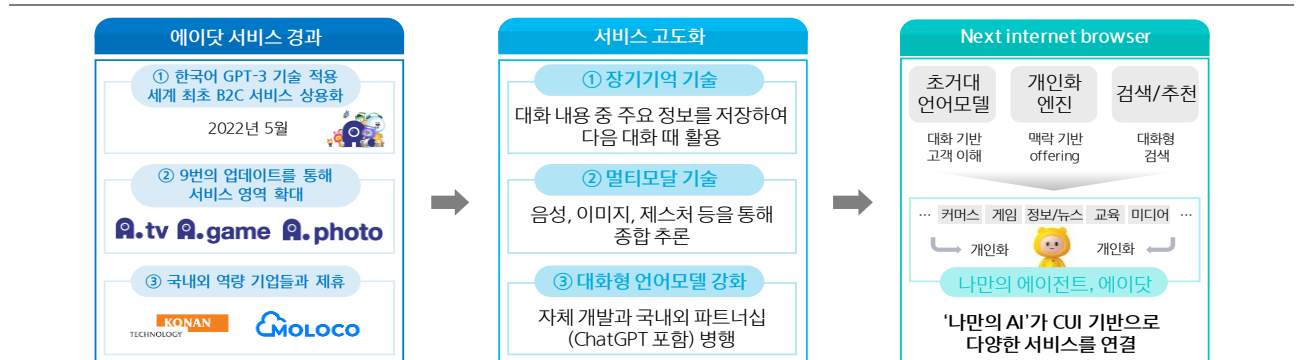 에이닷 서비스 경과
① 한국어 GPT-3 기술 적용
세계 최초 B2C 서비스 상용화
2022년 5월
② 9번의 업데이트를 통해
서비스 영역 확대
A.tv A.game A.photo
③ 국내외 역량 기업들과 제휴
KONAN
TECHNOLOGY
MOLOCO
서비스 고도화
① 장기기억 기술
대화 내용 중 주요 정보를 저장하여
다음 대화 때 활용
② 멀티모달 기술
음성, 이미지, 제스처 등을 통해
종합 추론
③ 대화형 언어모델 강화
자체 개발과 국내외 파트너십
(ChatGPT 포함) 병행
Next internet browser
초거대
언어모델
개인화
엔진
검색/추천
대화 기반
고객 이해
맥락 기반
offering
대화형
검색
··· 커머스 게임 정보/뉴스 교육 미디어 ···
개인화 개인화
나만의 에이전트, 에이닷
‘나만의 AI’가 CUI 기반으로
다양한 서비스를 연결